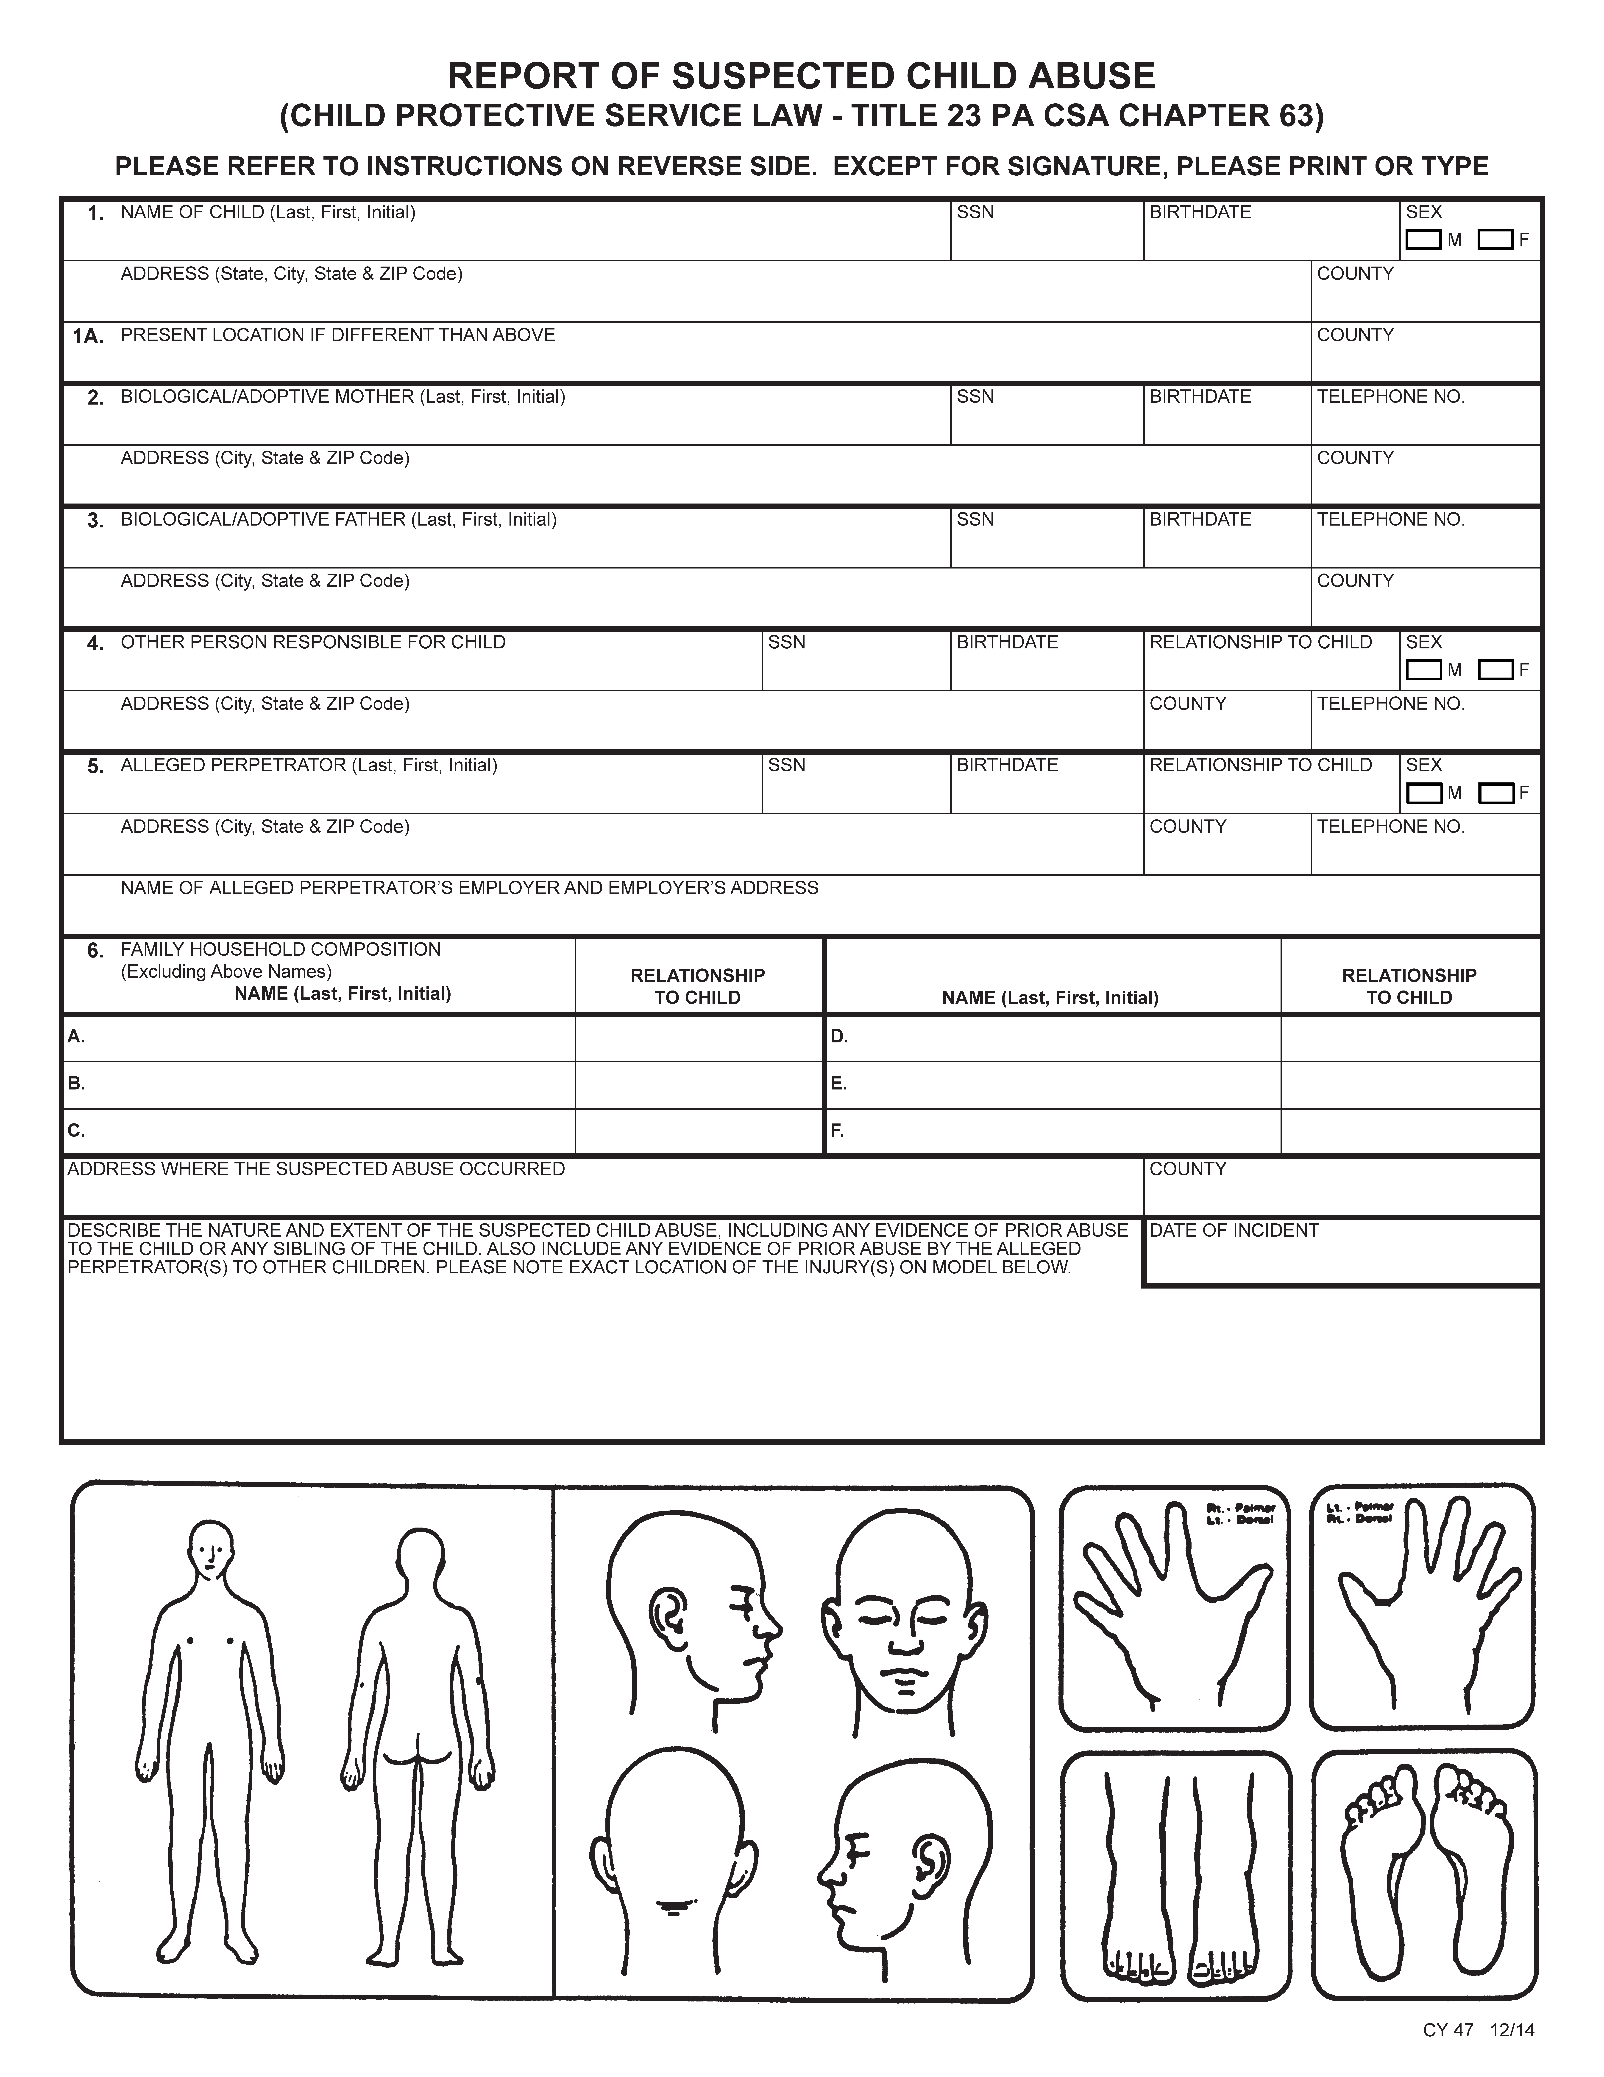 REPORT OF SUSPECTED CHILD ABUSE
(CHILD PROTECTIVE SERVICE LAW - TITLE 23 PA CSA CHAPTER 63)
PLEASE REFER TO INSTRUCTIONS ON REVERSE SIDE.  EXCEPT FOR SIGNATURE, PLEASE PRINT OR TYPE
1. NAME OF CHILD (Last, First, Initial) SSN BIRTHDATE SEX
M F
ADDRESS (State, City, State & ZIP Code) COUNTY
1A. PRESENT LOCATION IF DIFFERENT THAN ABOVE COUNTY
2. BIOLOGICAL/ADOPTIVE MOTHER (Last, First, Initial) SSN BIRTHDATE TELEPHONE NO.
ADDRESS (City, State & ZIP Code) COUNTY
3. BIOLOGICAL/ADOPTIVE FATHER (Last, First, Initial) SSN BIRTHDATE TELEPHONE NO.
ADDRESS (City, State & ZIP Code) COUNTY
4. OTHER PERSON RESPONSIBLE FOR CHILD SSN BIRTHDATE RELATIONSHIP TO CHILD SEX
M F
ADDRESS (City, State & ZIP Code) COUNTY TELEPHONE NO.
5. ALLEGED PERPETRATOR (Last, First, Initial) SSN BIRTHDATE RELATIONSHIP TO CHILD SEX
M F
ADDRESS (City, State & ZIP Code) COUNTY TELEPHONE NO.
NAME OF ALLEGED PERPETRATOR'S EMPLOYER AND EMPLOYER'S ADDRESS
6. FAMILY HOUSEHOLD COMPOSITION
(Excluding Above Names)
NAME (Last, First, Initial)
RELATIONSHIP
TO CHILD
NAME (Last, First, Initial)
RELATIONSHIP
TO CHILD
A. D.
B. E.
C. F.
ADDRESS WHERE THE SUSPECTED ABUSE OCCURRED COUNTY
DESCRIBE THE NATURE AND EXTENT OF THE SUSPECTED CHILD ABUSE, INCLUDING ANY EVIDENCE OF PRIOR ABUSE
TO THE CHILD OR ANY SIBLING OF THE CHILD. ALSO INCLUDE ANY EVIDENCE OF PRIOR ABUSE BY THE ALLEGED
PERPETRATOR(S) TO OTHER CHILDREN. PLEASE NOTE EXACT LOCATION OF THE INJURY(S) ON MODEL BELOW.
DATE OF INCIDENT
Rt. - Palmar
Lt. - Dorsal
Lt. - Palmar
Rt. - Dorsal
CY 47   12/14